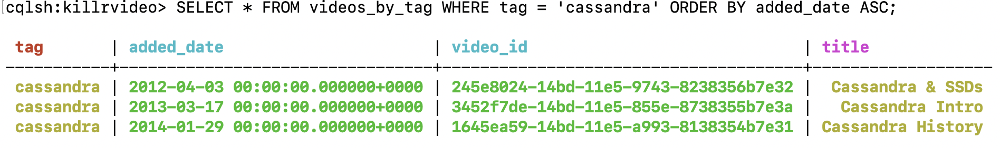 [cqlsh:killrvideo> SELECT * FROM videos_by_tag WHERE tag = 'cassandra' ORDER BY added_date ASC;
tag | added_date | video_id | title
-----------+---------------------------------+--------------------------------------+-------------------
cassandra | 2012-04-03 00:00:00.000000+0000 | 245e8024-14bd-11e5-9743-8238356b7e32 | Cassandra & SSDs
cassandra | 2013-03-17 00:00:00.000000+0000 | 3452f7de-14bd-11e5-855e-8738355b7e3a | Cassandra Intro
cassandra | 2014-01-29 00:00:00.000000+0000 | 1645ea59-14bd-11e5-a993-8138354b7e31 | Cassandra History